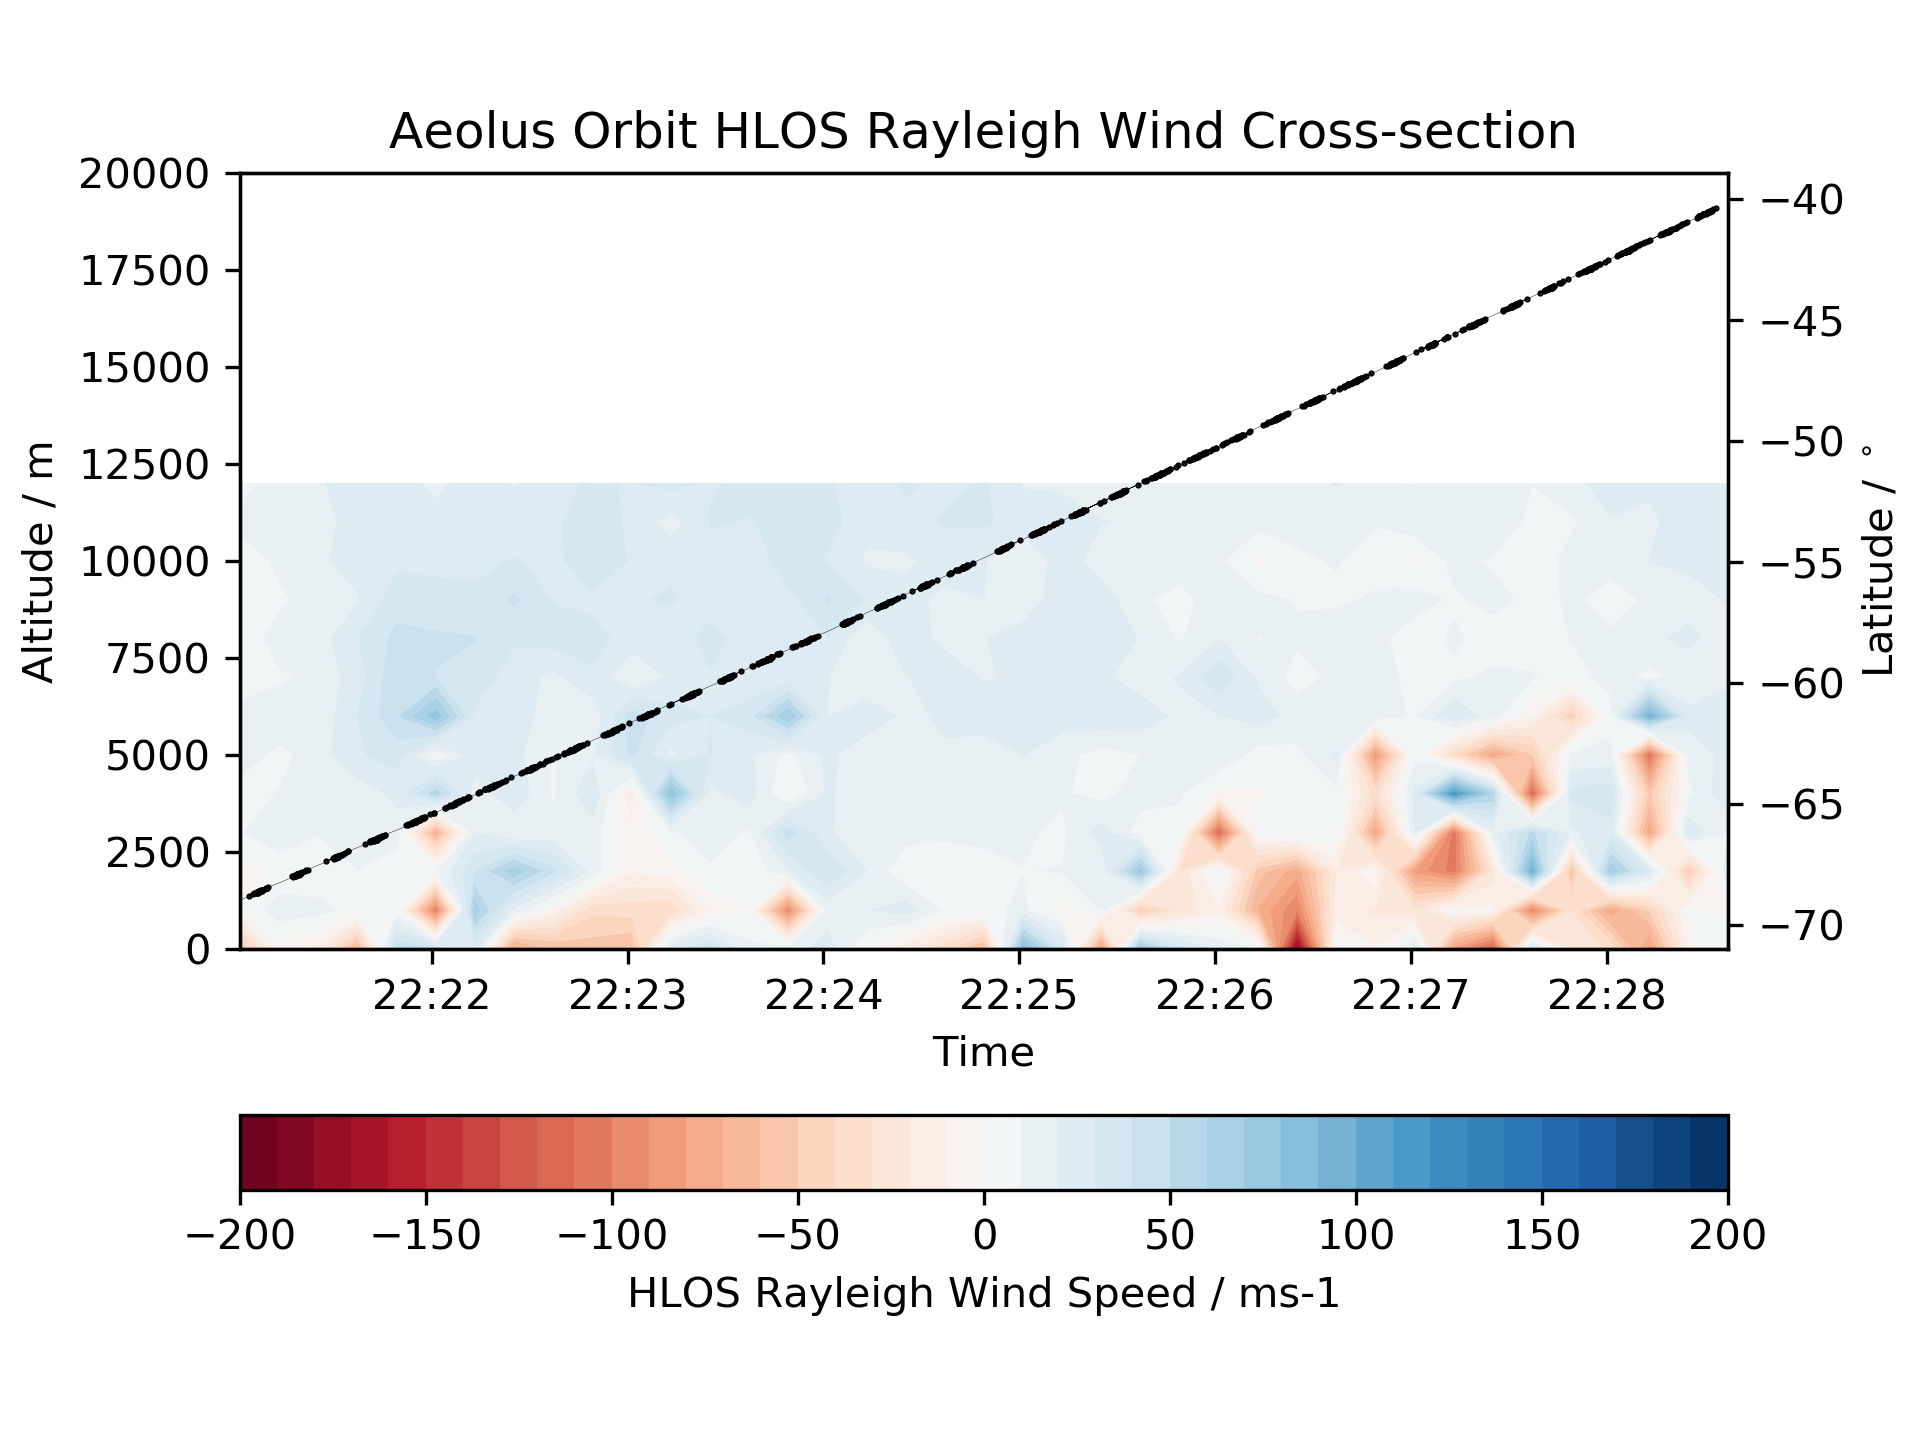 Aeolus Orbit HLOS Rayleigh Wind Cross-section
20000
17500
15000
12500
10000
7500
5000
2500
0
Altitude / m
−40
−45
−50
−55
−60
−65
−70
Latitude / °
22:22 22:23 22:24 22:25 22:26 22:27 22:28
Time
−200 −150 −100 −50 0 50 100 150 200
HLOS Rayleigh Wind Speed / ms-1